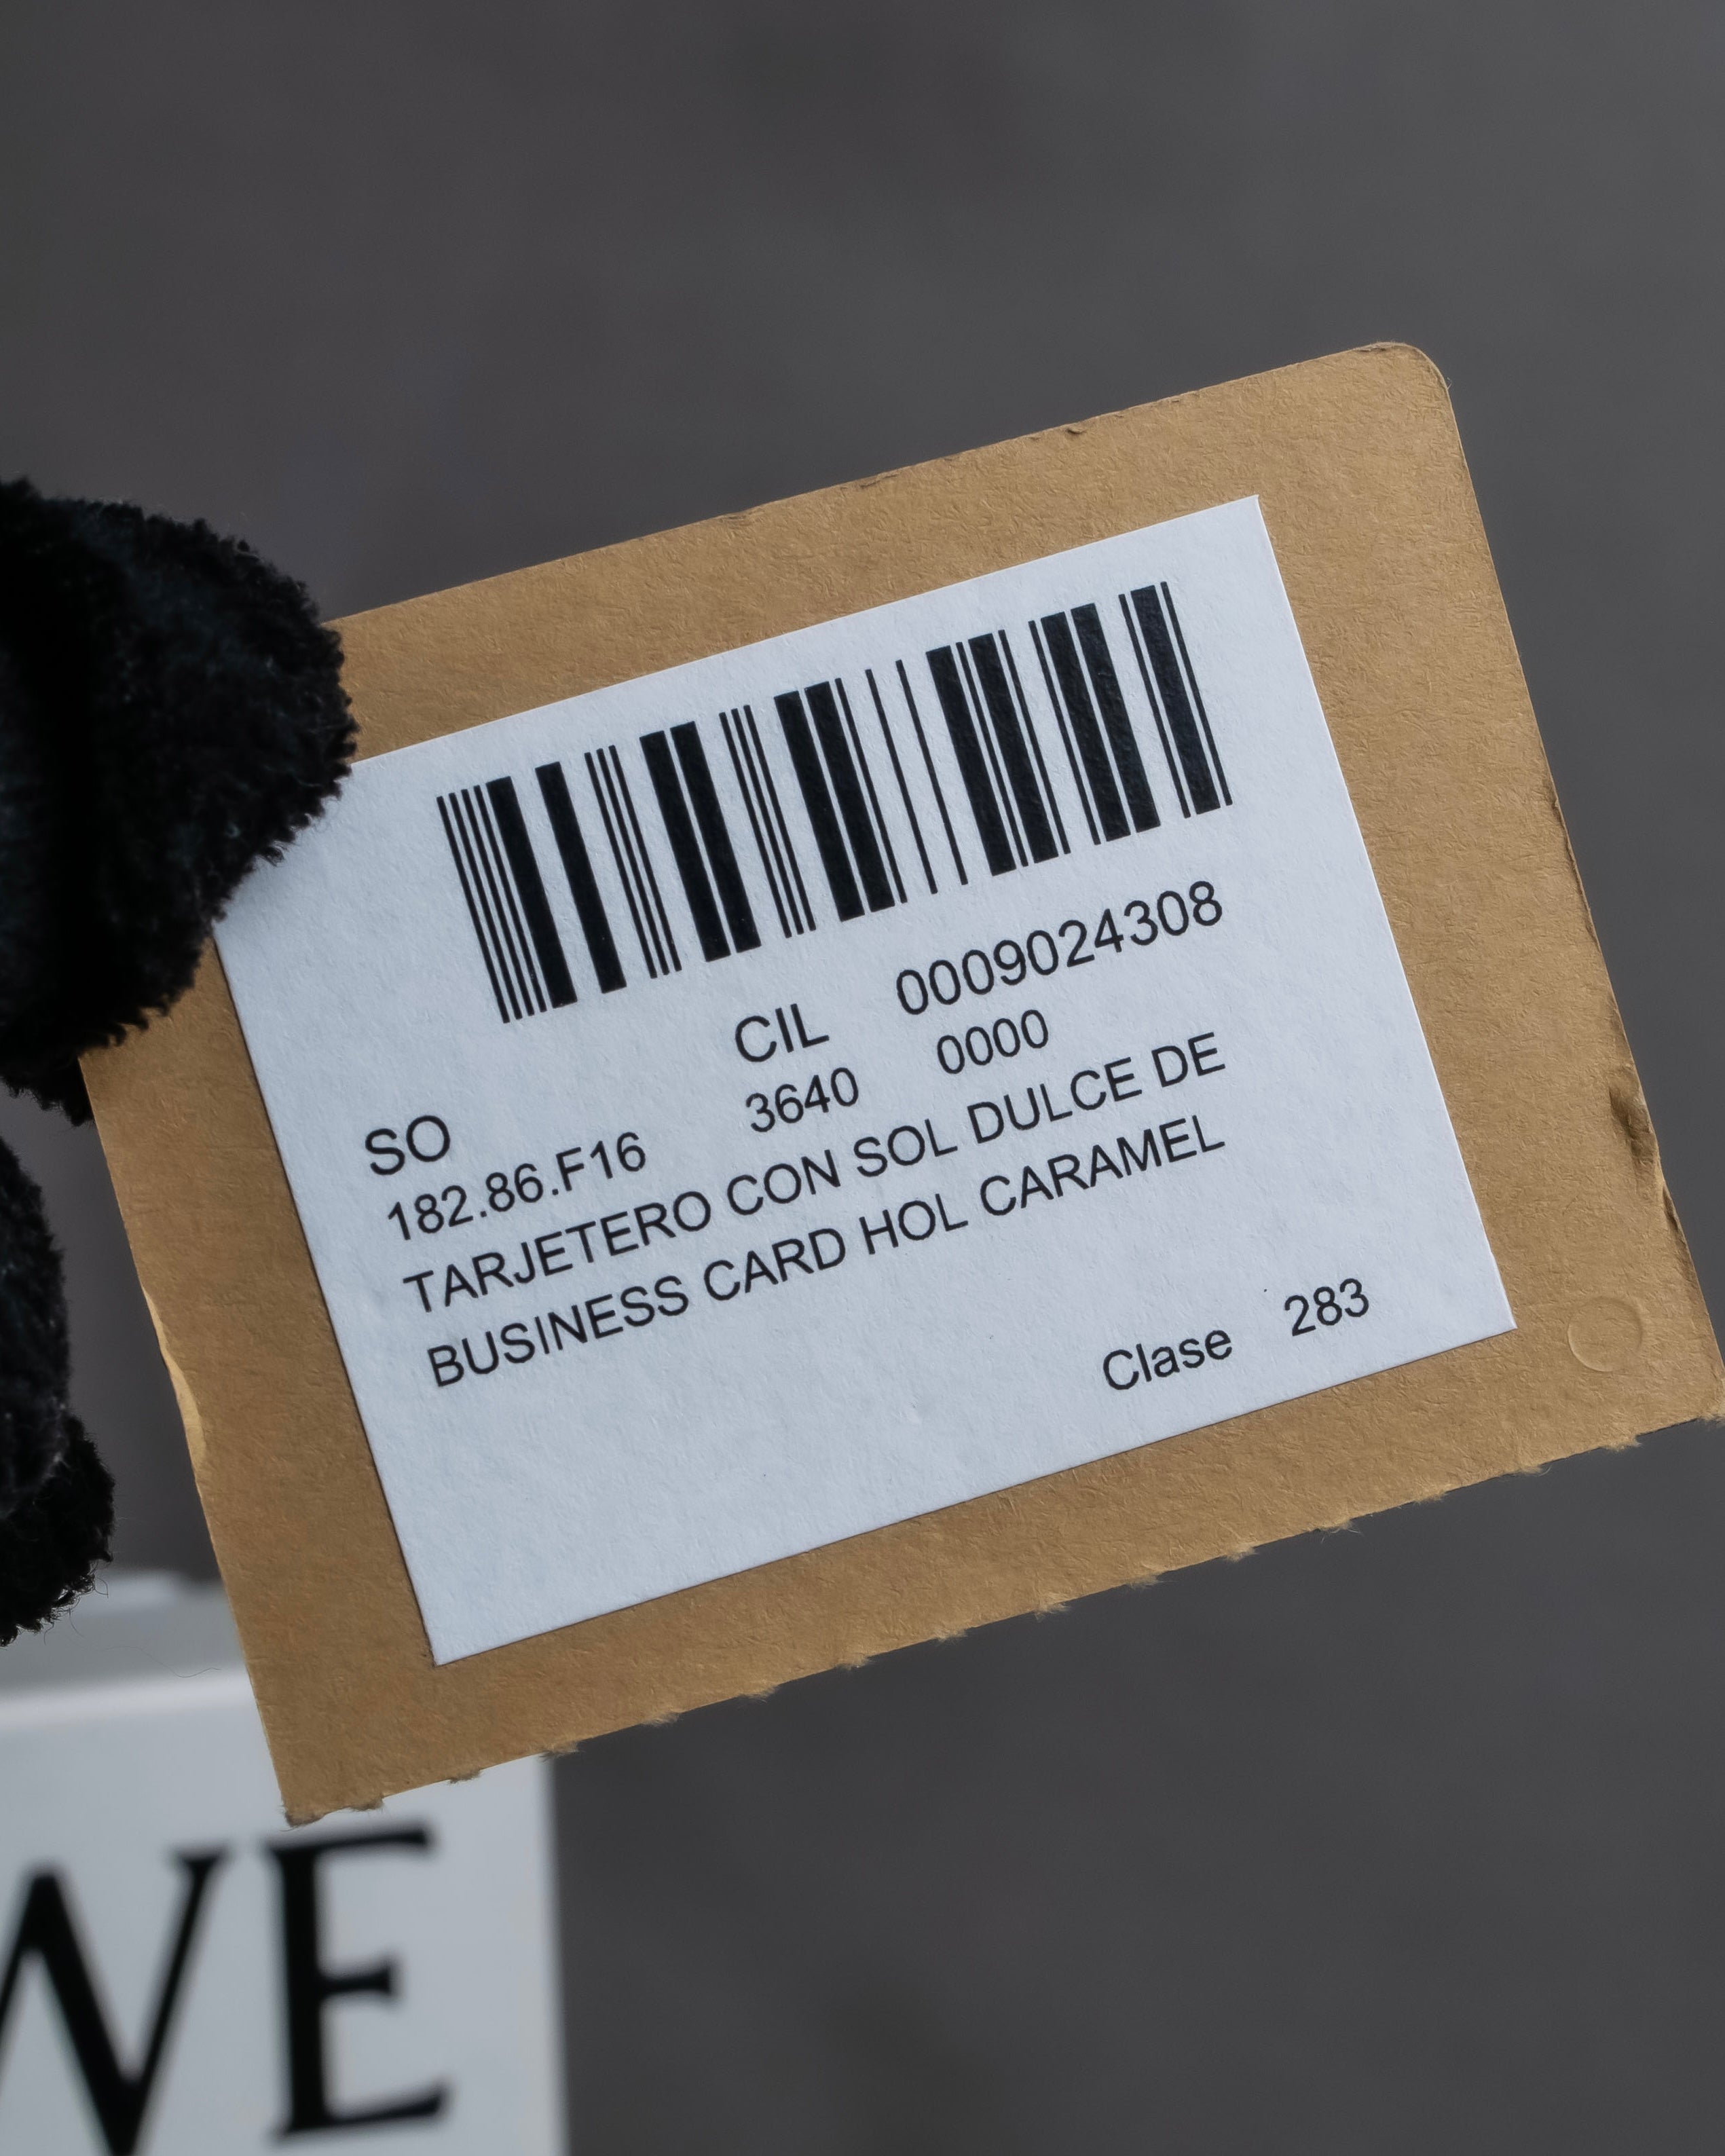 CIL 0009024308
SO 3640 0000
182.86.F16
TARJETERO CON SOL DULCE DE
BUSINESS CARD HOL CARAMEL
Clase 283
WE